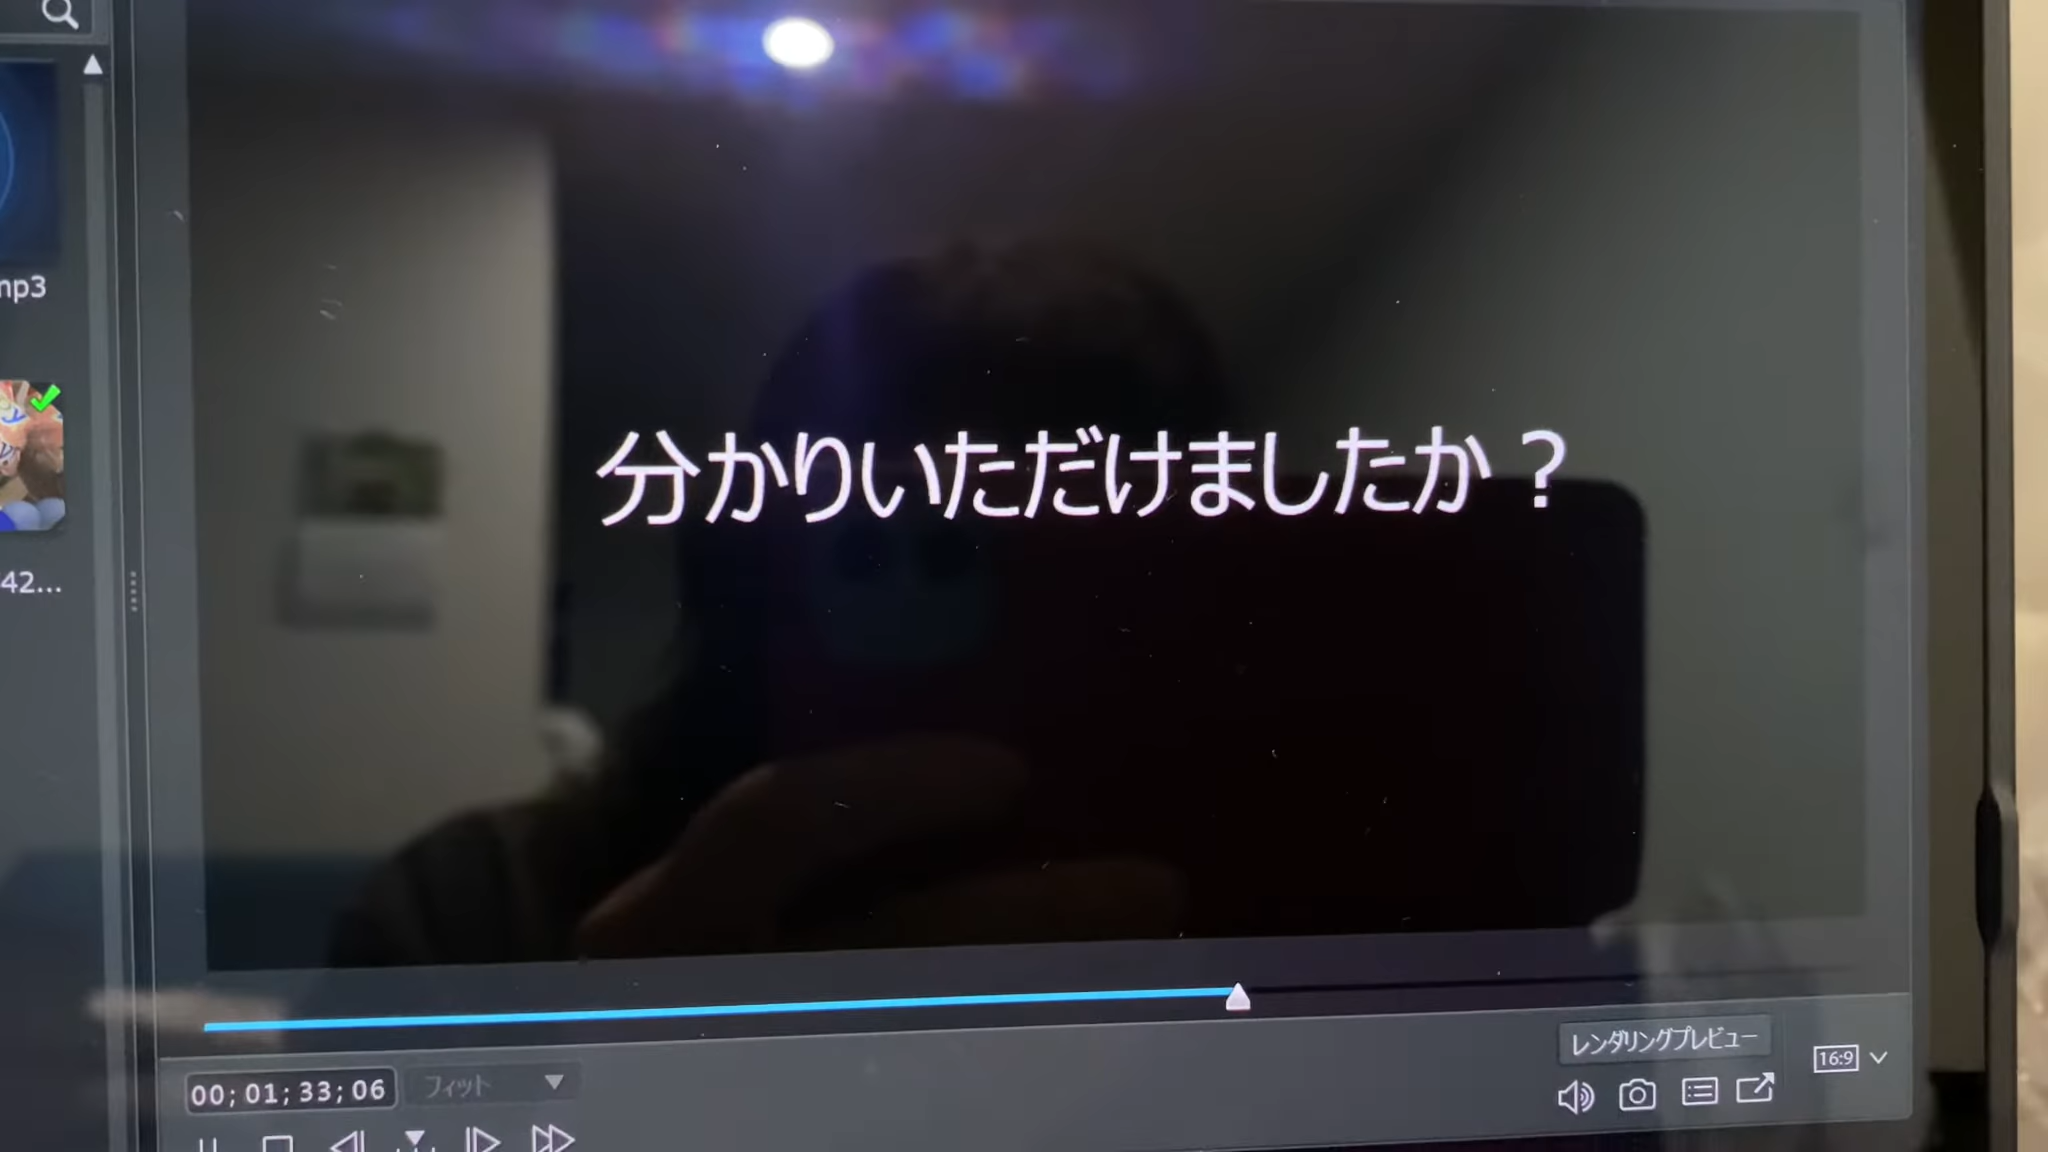 mp3
分かりいただけましたか？
42...
レンダリングプレビュー
16:9
00;01;33;06
フィット